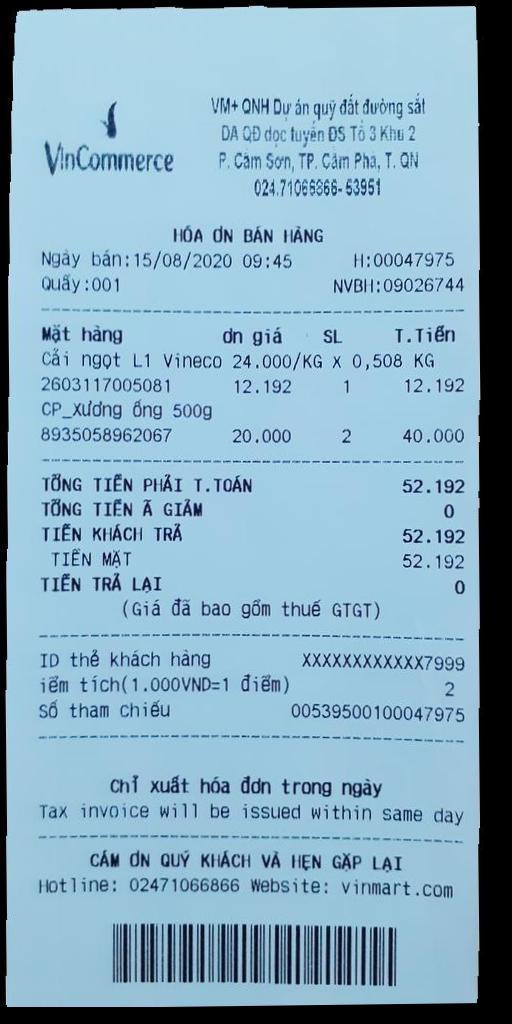 VinCommerce
VM+ QNH Dự án quỹ đất đường sắt
DA QĐ dọc tuyến ĐS Tổ 3 Khu 2
P. Cẩm Sơn, TP. Cẩm Phả, T. QN
024.71066866-53951
HÓA ƠN BÁN HÀNG
Ngày bán:15/08/2020 09:45 H:00047975
Quầy:001 NVBH:09026744
Mặt hàng ơn giá SL T.Tiền
Cải ngọt L1 Vineco 24.000/KG X 0,508 KG
2603117005081 12.192 1 12.192
CP_Xương ống 500g
8935058962067 20.000 2 40.000
TỔNG TIỀN PHẢI T.TOÁN 52.192
TỔNG TIỀN Ã GIẢM 0
TIỀN KHÁCH TRẢ 52.192
TIỀN MẶT 52.192
TIỀN TRẢ LẠI 0
(Giá đã bao gồm thuế GTGT)
ID thẻ khách hàng XXXXXXXXXXXX7999
iểm tích(1.000VND=1 điểm) 2
Số tham chiếu 00539500100047975
Chỉ xuất hóa đơn trong ngày
Tax invoice will be issued within same day
CẢM ƠN QUÝ KHÁCH VÀ HẸN GẶP LẠI
Hotline: 02471066866 Website: vinmart.com